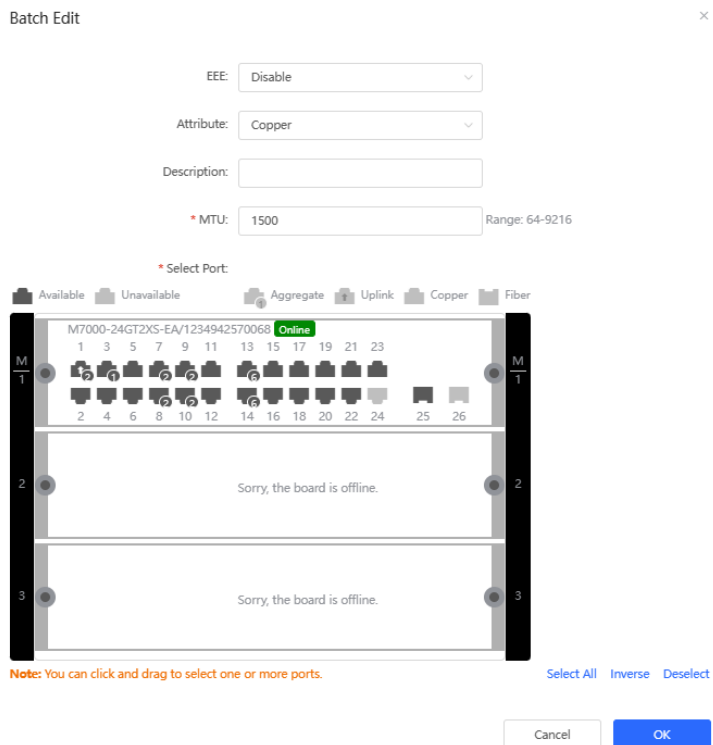 Batch Edit
EEE: Disable
Attribute: Copper
Description:
* MTU: 1500 Range: 64-9216
* Select Port:
Available Unavailable 1 Aggregate Uplink Copper Fiber
M7000-24GT2XS-EA/1234942570068 Online
1 3 5 7 9 11 13 15 17 19 21 23
M 1 M 1
2 1 2 2 6
2 2 6
2 4 6 8 10 12 14 16 18 20 22 24 25 26
2 Sorry, the board is offline. 2
3 Sorry, the board is offline. 3
Note: You can click and drag to select one or more ports. Select All Inverse Deselect
Cancel OK